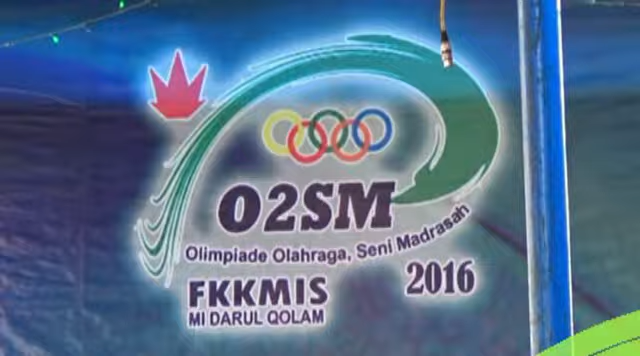 O2SM
Olimpiade Olahraga, Seni Madrasah
FKKMIS
MI DARUL QOLAM
2016